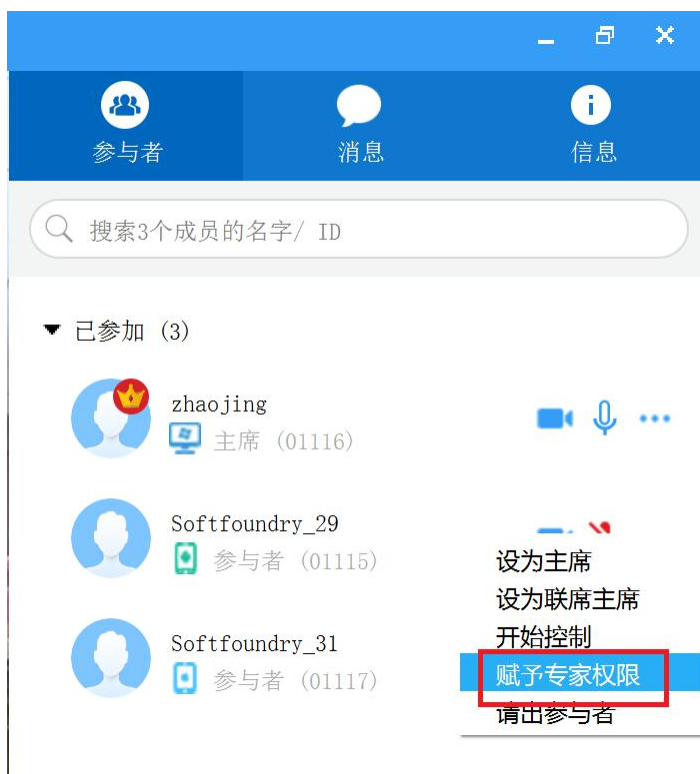 参与者 消息 信息
搜索3个成员的名字/ ID
已参加 (3)
zhaojing
主席 (01116)
Softfoundry_29
参与者 (01115)
设为主席
设为联席主席
开始控制
Softfoundry_31
赋予专家权限
参与者 (01117)
请出参与者